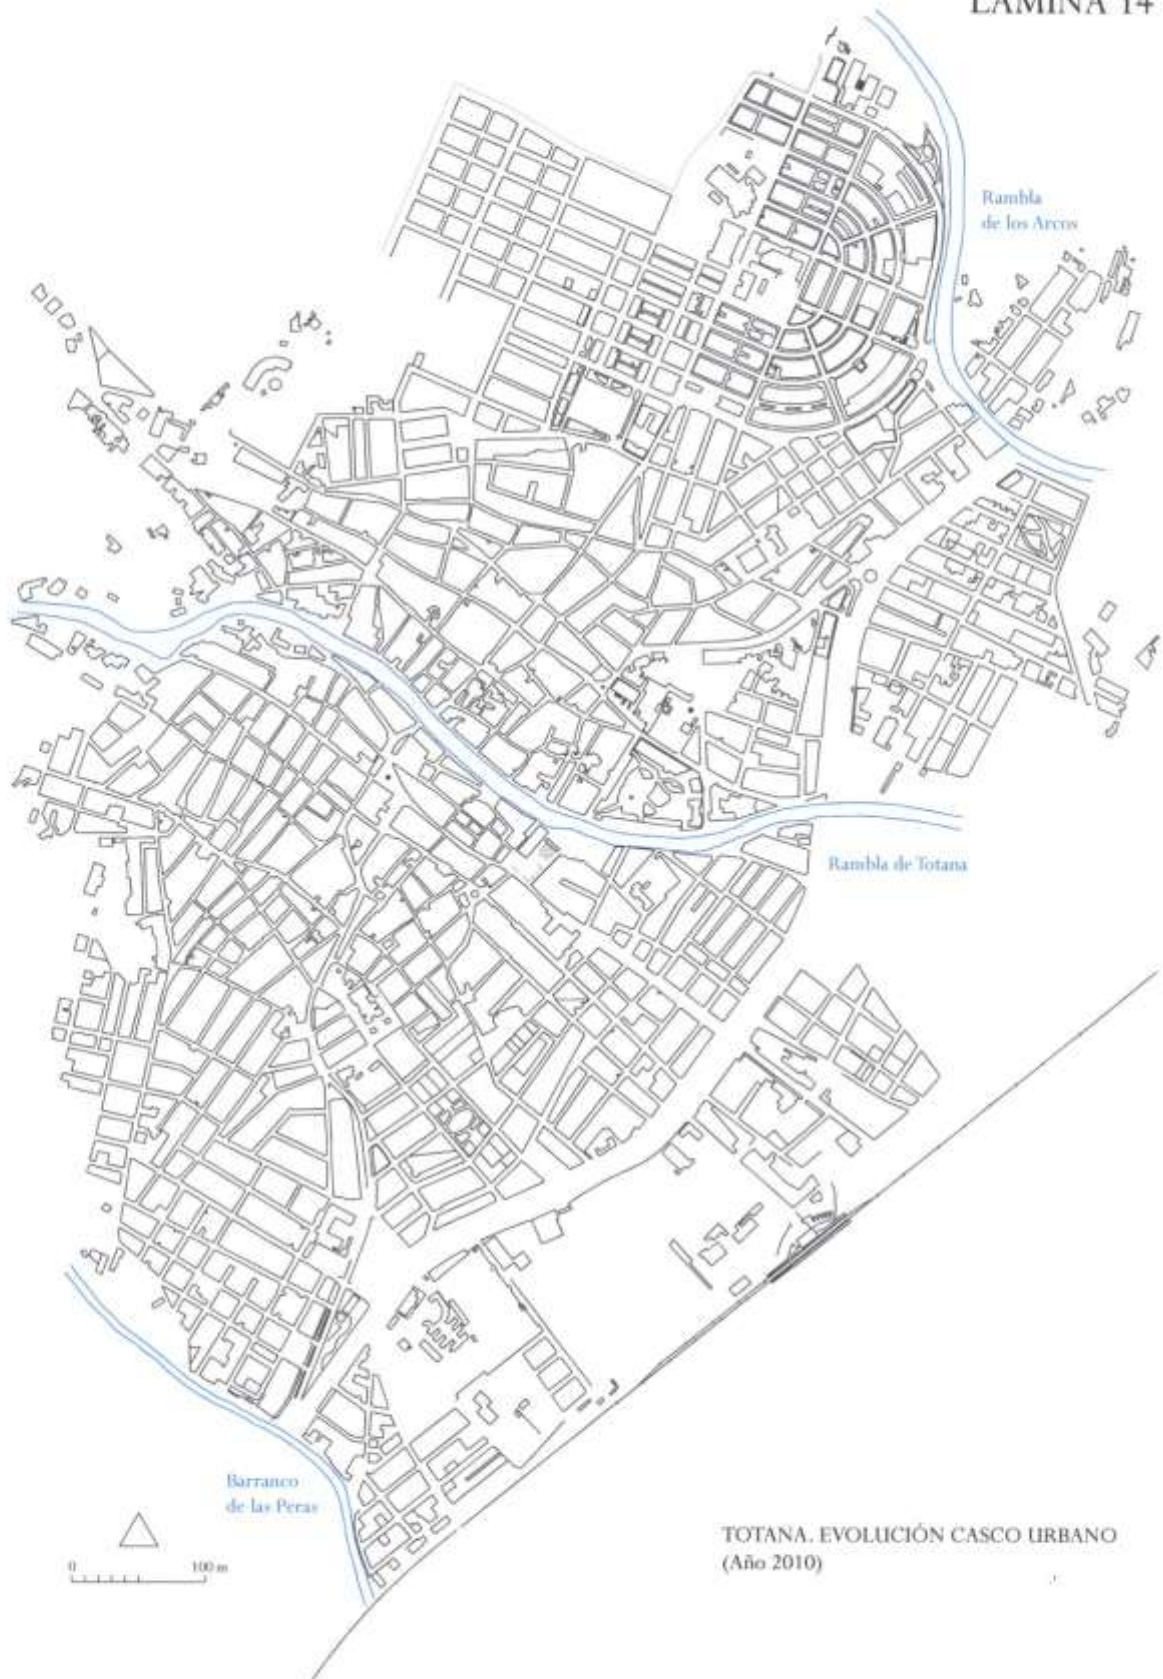 LÁMINA 14
Rambla
de los Arcos
Rambla de Totana
Barranco
de las Peras
0 100 m
TOTANA. EVOLUCIÓN CASCO URBANO
(Año 2010)